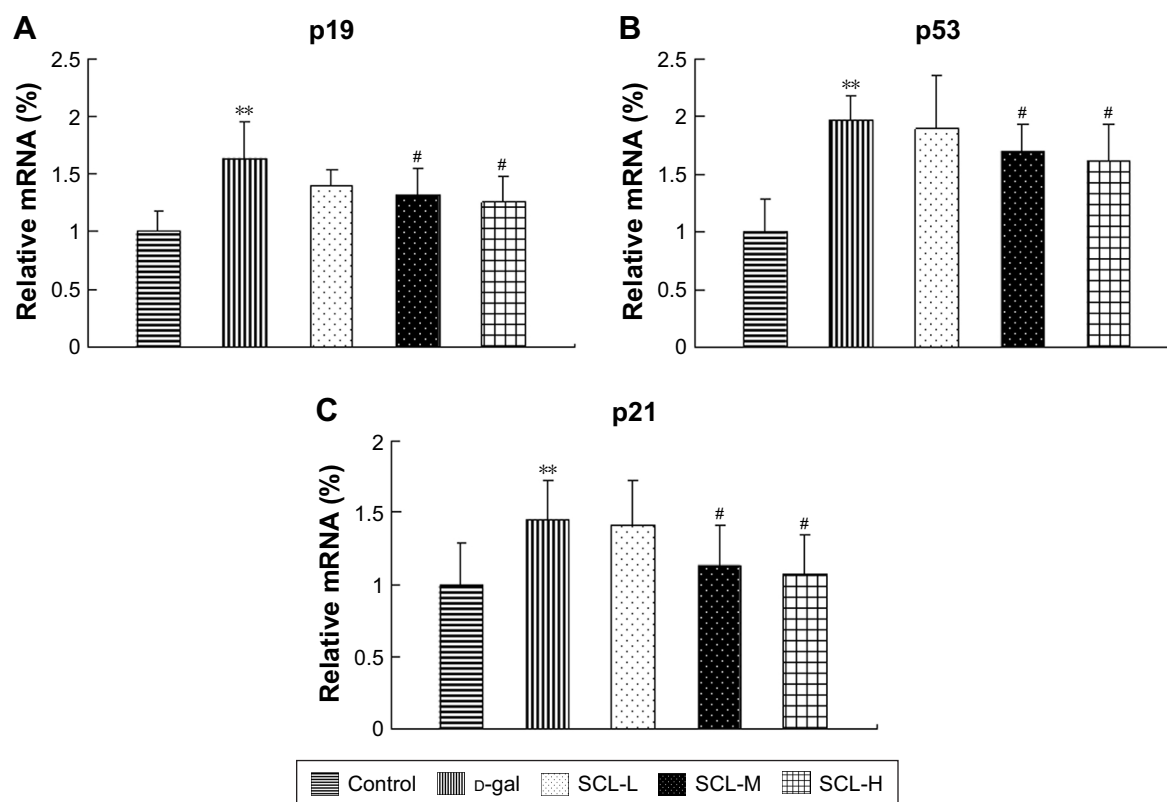 A
p19
Relative mRNA (%)
2.5
2
1.5
1
0.5
0
**
#
#
B
p53
Relative mRNA (%)
2.5
2
1.5
1
0.5
0
**
#
#
C
p21
Relative mRNA (%)
2
1.5
1
0.5
0
**
#
#
Control D-gal SCL-L SCL-M SCL-H